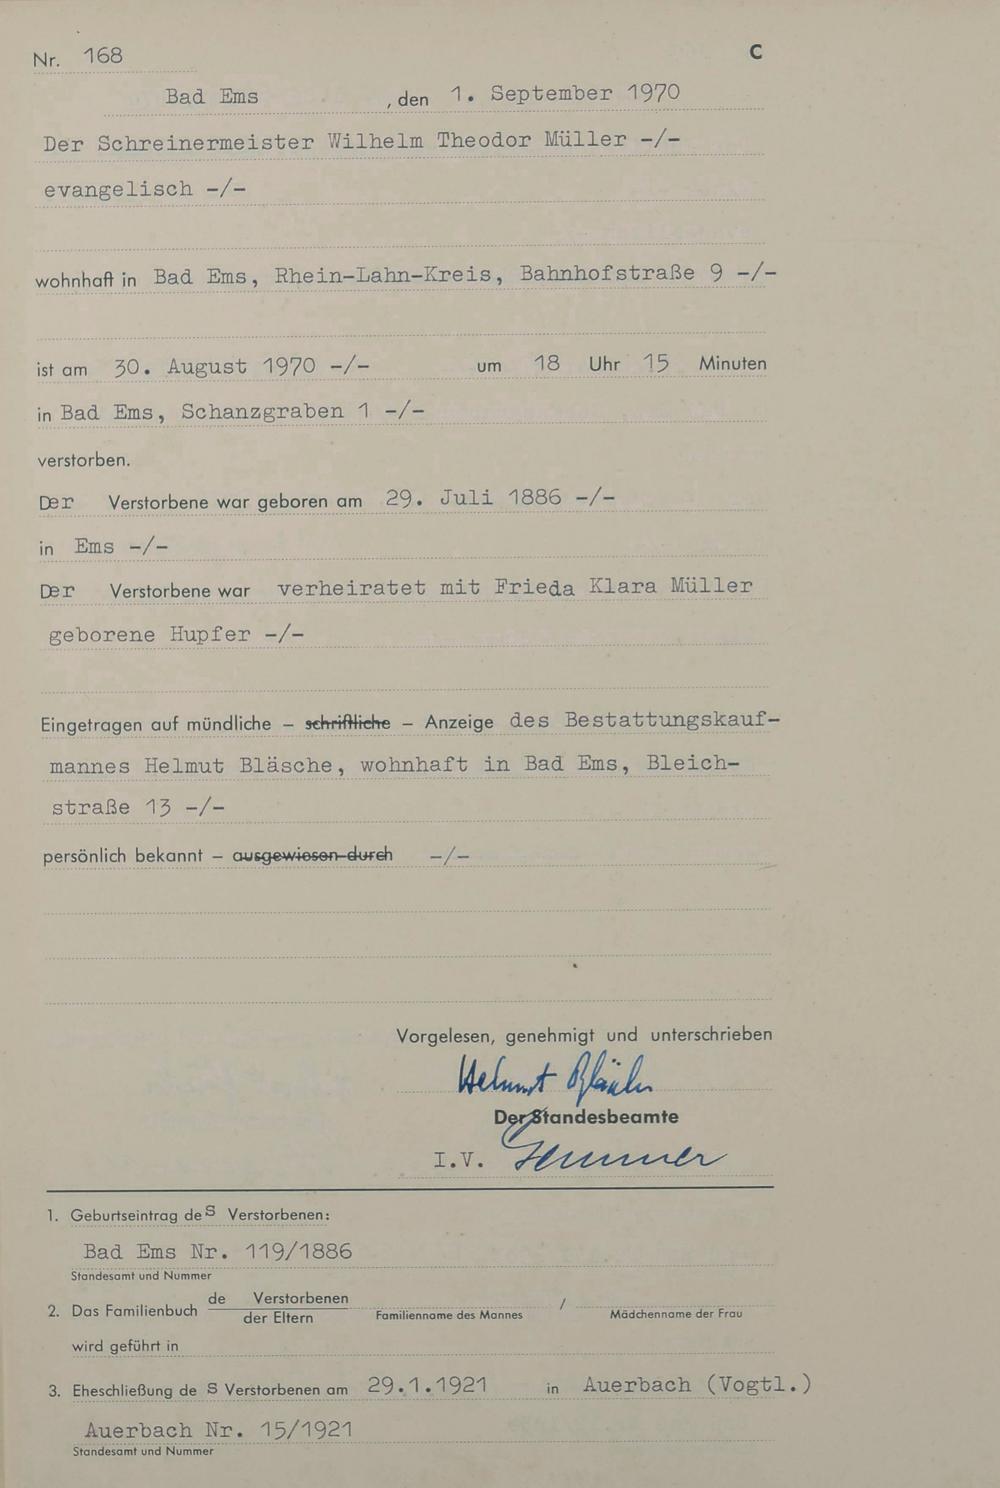 Nr. 168
C
Bad Ems , den 1. September 1970
Der Schreinermeister Wilhelm Theodor Müller -/-
evangelisch -/-
wohnhaft in Bad Ems, Rhein-Lahn-Kreis, Bahnhofstraße 9 -/-
ist am 30. August 1970 -/- um 18 Uhr 15 Minuten
in Bad Ems, Schanzgraben 1 -/-
verstorben.
Der Verstorbene war geboren am 29. Juli 1886 -/-
in Ems -/-
Der Verstorbene war verheiratet mit Frieda Klara Müller
geborene Hupfer -/-
Eingetragen auf mündliche – schriftliche – Anzeige des Bestattungskauf-
mannes Helmut Bläsche, wohnhaft in Bad Ems, Bleich-
straße 13 -/-
persönlich bekannt – ausgewiesen durch -/-
Vorgelesen, genehmigt und unterschrieben
Helmut Bläsche
Der Standesbeamte
I.V.
1. Geburtseintrag des Verstorbenen:
Bad Ems Nr. 119/1886
Standesamt und Nummer
2. Das Familienbuch de Verstorbenen
der Eltern
Familienname des Mannes / Mädchenname der Frau
wird geführt in
3. Eheschließung de S Verstorbenen am 29.1.1921 in Auerbach (Vogtl.)
Auerbach Nr. 15/1921
Standesamt und Nummer